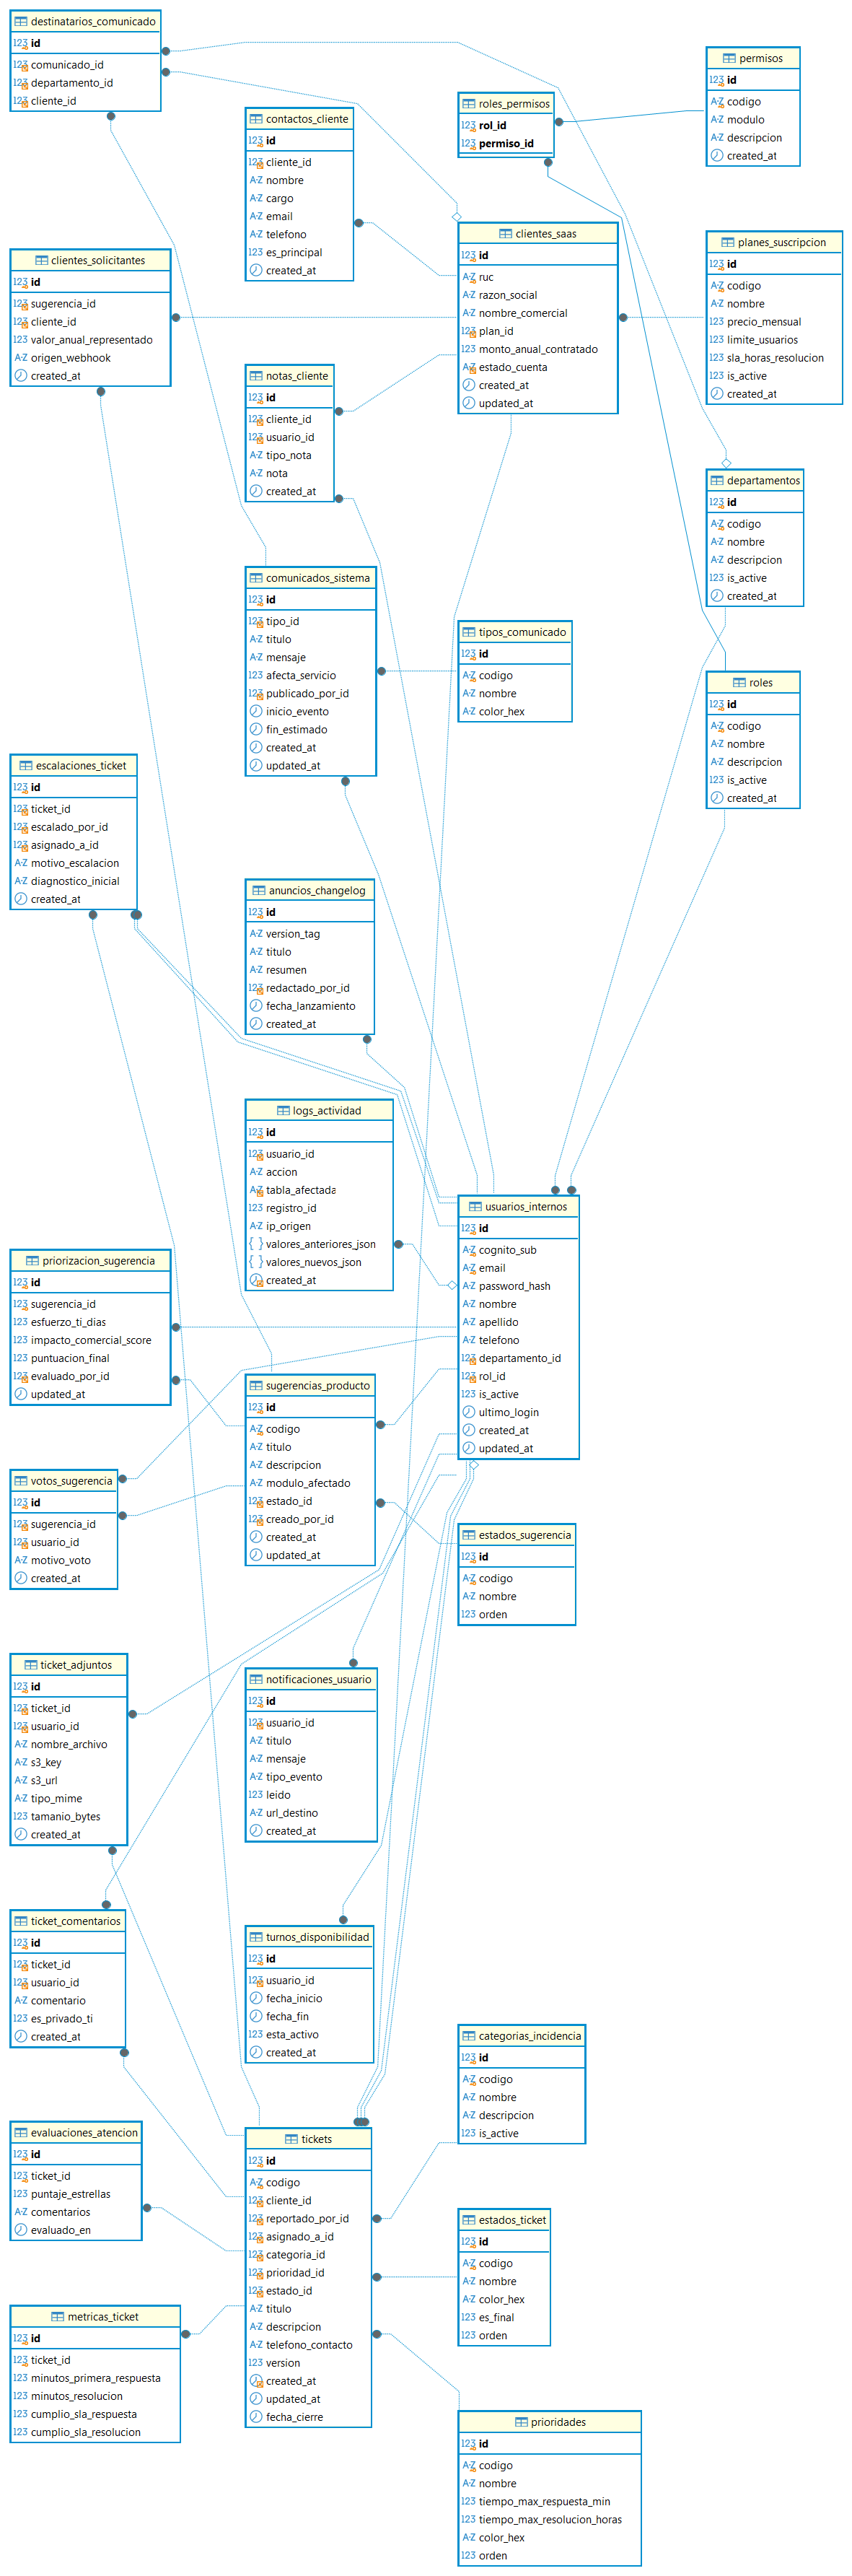 destinatarios_comunicado
id
comunicado_id
departamento_id
cliente_id
permisos
id
codigo
modulo
descripcion
created_at
roles_permisos
rol_id
permiso_id
contactos_cliente
id
cliente_id
nombre
cargo
email
telefono
es_principal
created_at
clientes_saas
id
ruc
razon_social
nombre_comercial
plan_id
monto_anual_contratado
estado_cuenta
created_at
updated_at
planes_suscripcion
id
codigo
nombre
precio_mensual
limite_usuarios
sla_horas_resolucion
is_active
created_at
clientes_solicitantes
id
sugerencia_id
cliente_id
valor_anual_representado
origen_webhook
created_at
notas_cliente
id
cliente_id
usuario_id
tipo_nota
nota
created_at
departamentos
id
codigo
nombre
descripcion
is_active
created_at
comunicados_sistema
id
tipo_id
titulo
mensaje
afecta_servicio
publicado_por_id
inicio_evento
fin_estimado
created_at
updated_at
tipos_comunicado
id
codigo
nombre
color_hex
roles
id
codigo
nombre
descripcion
is_active
created_at
escalaciones_ticket
id
ticket_id
escalado_por_id
asignado_a_id
motivo_escalacion
diagnostico_inicial
created_at
anuncios_changelog
id
version_tag
titulo
resumen
redactado_por_id
fecha_lanzamiento
created_at
logs_actividad
id
usuario_id
accion
tabla_afectada
registro_id
ip_origen
valores_anteriores_json
valores_nuevos_json
created_at
usuarios_internos
id
cognito_sub
email
password_hash
nombre
apellido
telefono
departamento_id
rol_id
is_active
ultimo_login
created_at
updated_at
priorizacion_sugerencia
id
sugerencia_id
esfuerzo_ti_dias
impacto_comercial_score
puntuacion_final
evaluado_por_id
updated_at
sugerencias_producto
id
codigo
titulo
descripcion
modulo_afectado
estado_id
creado_por_id
created_at
updated_at
votos_sugerencia
id
sugerencia_id
usuario_id
motivo_voto
created_at
estados_sugerencia
id
codigo
nombre
orden
ticket_adjuntos
id
ticket_id
usuario_id
nombre_archivo
s3_key
s3_url
tipo_mime
tamanio_bytes
created_at
notificaciones_usuario
id
usuario_id
titulo
mensaje
tipo_evento
leido
url_destino
created_at
ticket_comentarios
id
ticket_id
usuario_id
comentario
es_privado_ti
created_at
turnos_disponibilidad
id
usuario_id
fecha_inicio
fecha_fin
esta_activo
created_at
categorias_incidencia
id
codigo
nombre
descripcion
is_active
evaluaciones_atencion
id
ticket_id
puntaje_estrellas
comentarios
evaluado_en
tickets
id
codigo
cliente_id
reportado_por_id
asignado_a_id
categoria_id
prioridad_id
estado_id
titulo
descripcion
telefono_contacto
version
created_at
updated_at
fecha_cierre
estados_ticket
id
codigo
nombre
color_hex
es_final
orden
metricas_ticket
id
ticket_id
minutos_primera_respuesta
minutos_resolucion
cumplio_sla_respuesta
cumplio_sla_resolucion
prioridades
id
codigo
nombre
tiempo_max_respuesta_min
tiempo_max_resolucion_horas
color_hex
orden